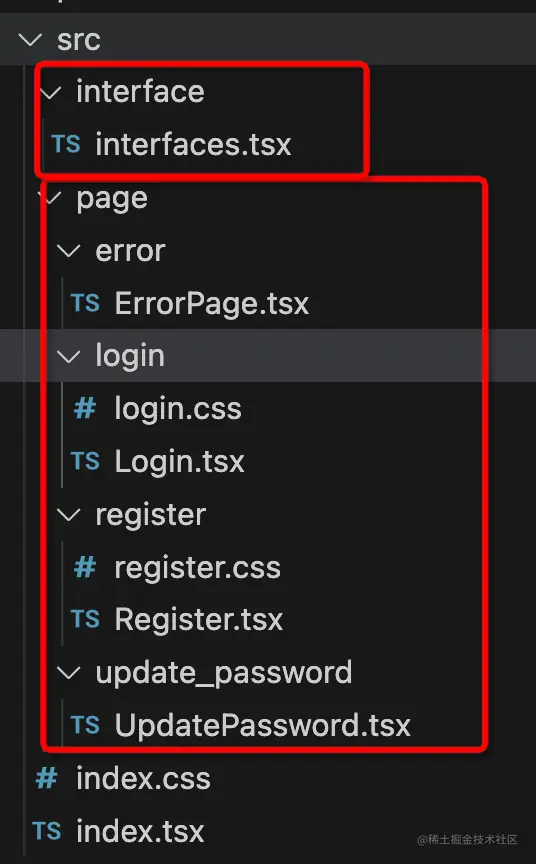 src
interface
TS interfaces.tsx
page
error
TS ErrorPage.tsx
login
# login.css
TS Login.tsx
register
# register.css
TS Register.tsx
update_password
TS UpdatePassword.tsx
# index.css
TS index.tsx
@稀土掘金技术社区